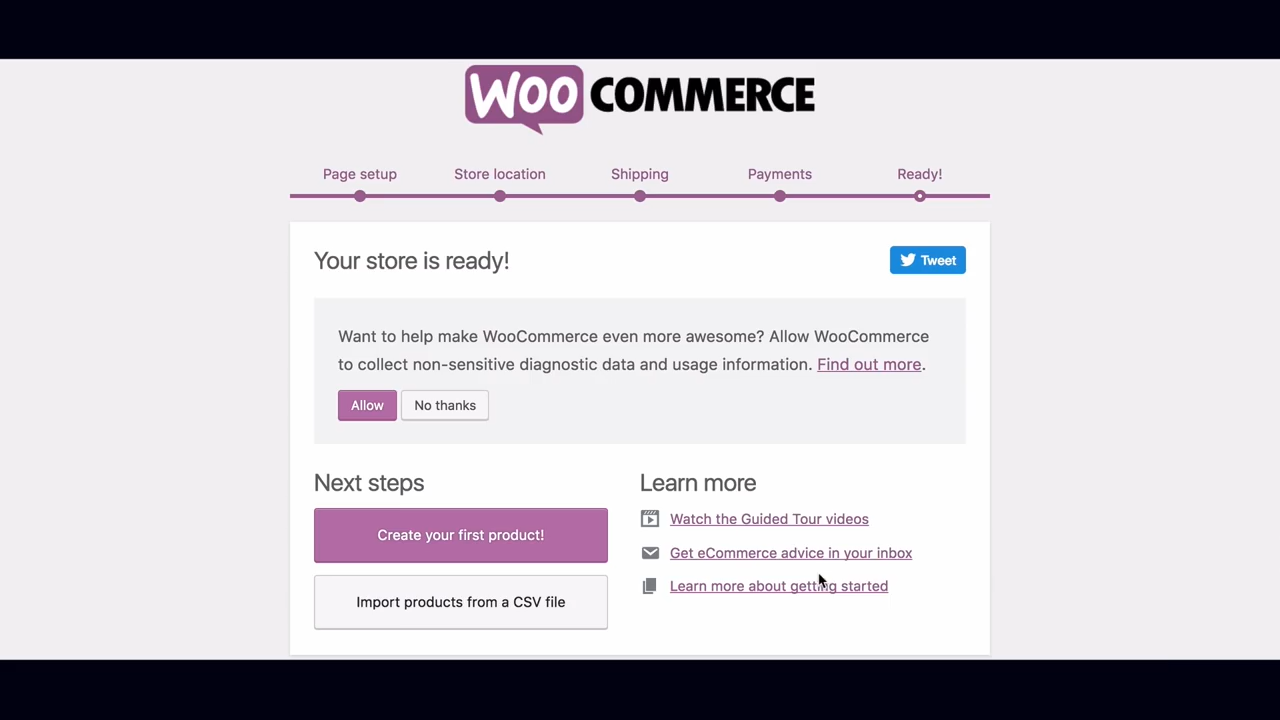 WOO COMMERCE
Page setup
Store location
Shipping
Payments
Ready!
Your store is ready!
Tweet
Want to help make WooCommerce even more awesome? Allow WooCommerce
to collect non-sensitive diagnostic data and usage information. Find out more.
Allow
No thanks
Next steps
Create your first product!
Import products from a CSV file
Learn more
Watch the Guided Tour videos
Get eCommerce advice in your inbox
Learn more about getting started